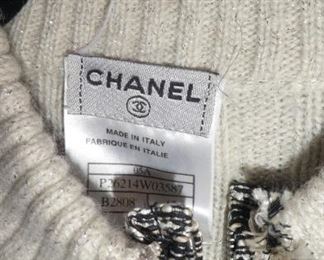 CHANEL
MADE IN ITALY
FABRIQUE EN ITALIE
05A
P26214W03587
B2808